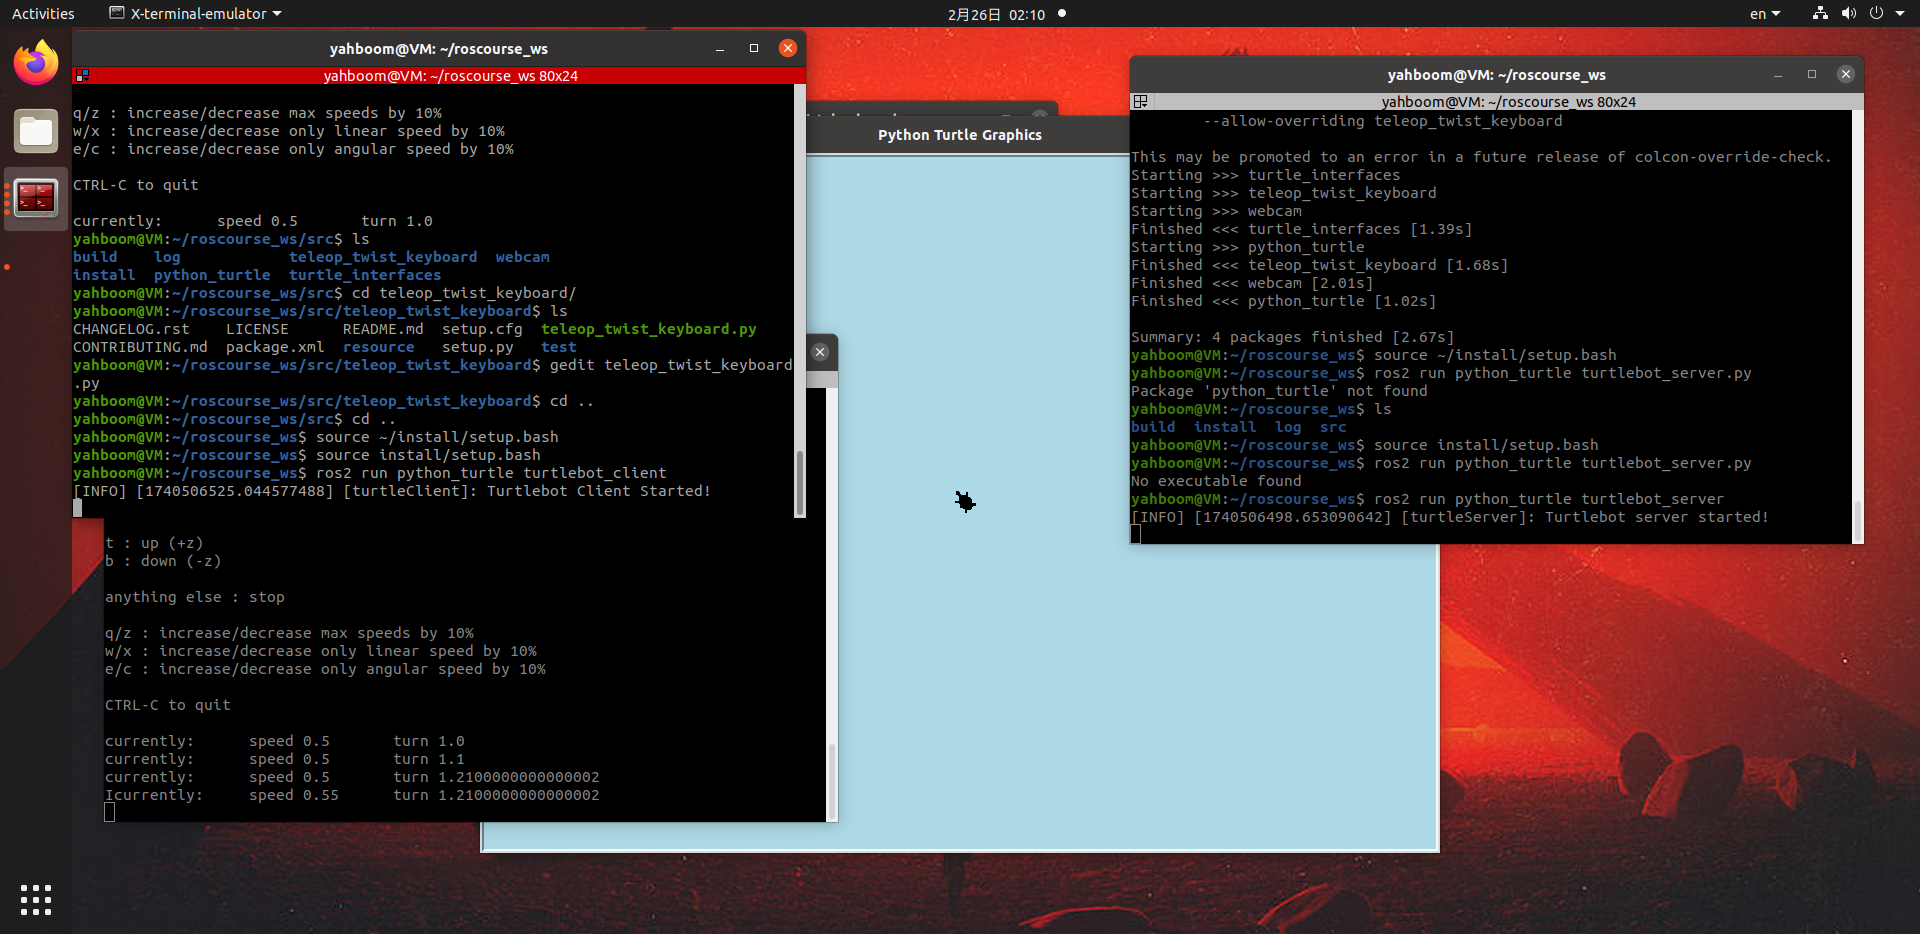 Activities
X-terminal-emulator
2月26日 02:10
en
yahboom@VM: ~/roscourse_ws
yahboom@VM: ~/roscourse_ws 80x24
q/z : increase/decrease max speeds by 10%
w/x : increase/decrease only linear speed by 10%
e/c : increase/decrease only angular speed by 10%
CTRL-C to quit
currently:      speed 0.5       turn 1.0
yahboom@VM:~/roscourse_ws/src$ ls
build    log            teleop_twist_keyboard  webcam
install  python_turtle  turtle_interfaces
yahboom@VM:~/roscourse_ws/src$ cd teleop_twist_keyboard/
yahboom@VM:~/roscourse_ws/src/teleop_twist_keyboard$ ls
CHANGELOG.rst    LICENSE      README.md  setup.cfg  teleop_twist_keyboard.py
CONTRIBUTING.md  package.xml  resource   setup.py   test
yahboom@VM:~/roscourse_ws/src/teleop_twist_keyboard$ gedit teleop_twist_keyboard
.py
yahboom@VM:~/roscourse_ws/src/teleop_twist_keyboard$ cd ..
yahboom@VM:~/roscourse_ws/src$ cd ..
yahboom@VM:~/roscourse_ws$ source ~/install/setup.bash
yahboom@VM:~/roscourse_ws$ source install/setup.bash
yahboom@VM:~/roscourse_ws$ ros2 run python_turtle turtlebot_client
[INFO] [1740506525.044577488] [turtleClient]: Turtlebot Client Started!
t : up (+z)
b : down (-z)
anything else : stop
q/z : increase/decrease max speeds by 10%
w/x : increase/decrease only linear speed by 10%
e/c : increase/decrease only angular speed by 10%
CTRL-C to quit
currently:      speed 0.5       turn 1.0
currently:      speed 0.5       turn 1.1
currently:      speed 0.5       turn 1.2100000000000002
Icurrently:     speed 0.55      turn 1.2100000000000002
Python Turtle Graphics
yahboom@VM: ~/roscourse_ws
yahboom@VM: ~/roscourse_ws 80x24
--allow-overriding teleop_twist_keyboard
This may be promoted to an error in a future release of colcon-override-check.
Starting >>> turtle_interfaces
Starting >>> teleop_twist_keyboard
Starting >>> webcam
Finished <<< turtle_interfaces [1.39s]
Starting >>> python_turtle
Finished <<< teleop_twist_keyboard [1.68s]
Finished <<< webcam [2.01s]
Finished <<< python_turtle [1.02s]
Summary: 4 packages finished [2.67s]
yahboom@VM:~/roscourse_ws$ source ~/install/setup.bash
yahboom@VM:~/roscourse_ws$ ros2 run python_turtle turtlebot_server.py
Package 'python_turtle' not found
yahboom@VM:~/roscourse_ws$ ls
build  install  log  src
yahboom@VM:~/roscourse_ws$ source install/setup.bash
yahboom@VM:~/roscourse_ws$ ros2 run python_turtle turtlebot_server.py
No executable found
yahboom@VM:~/roscourse_ws$ ros2 run python_turtle turtlebot_server
[INFO] [1740506498.653090642] [turtleServer]: Turtlebot server started!